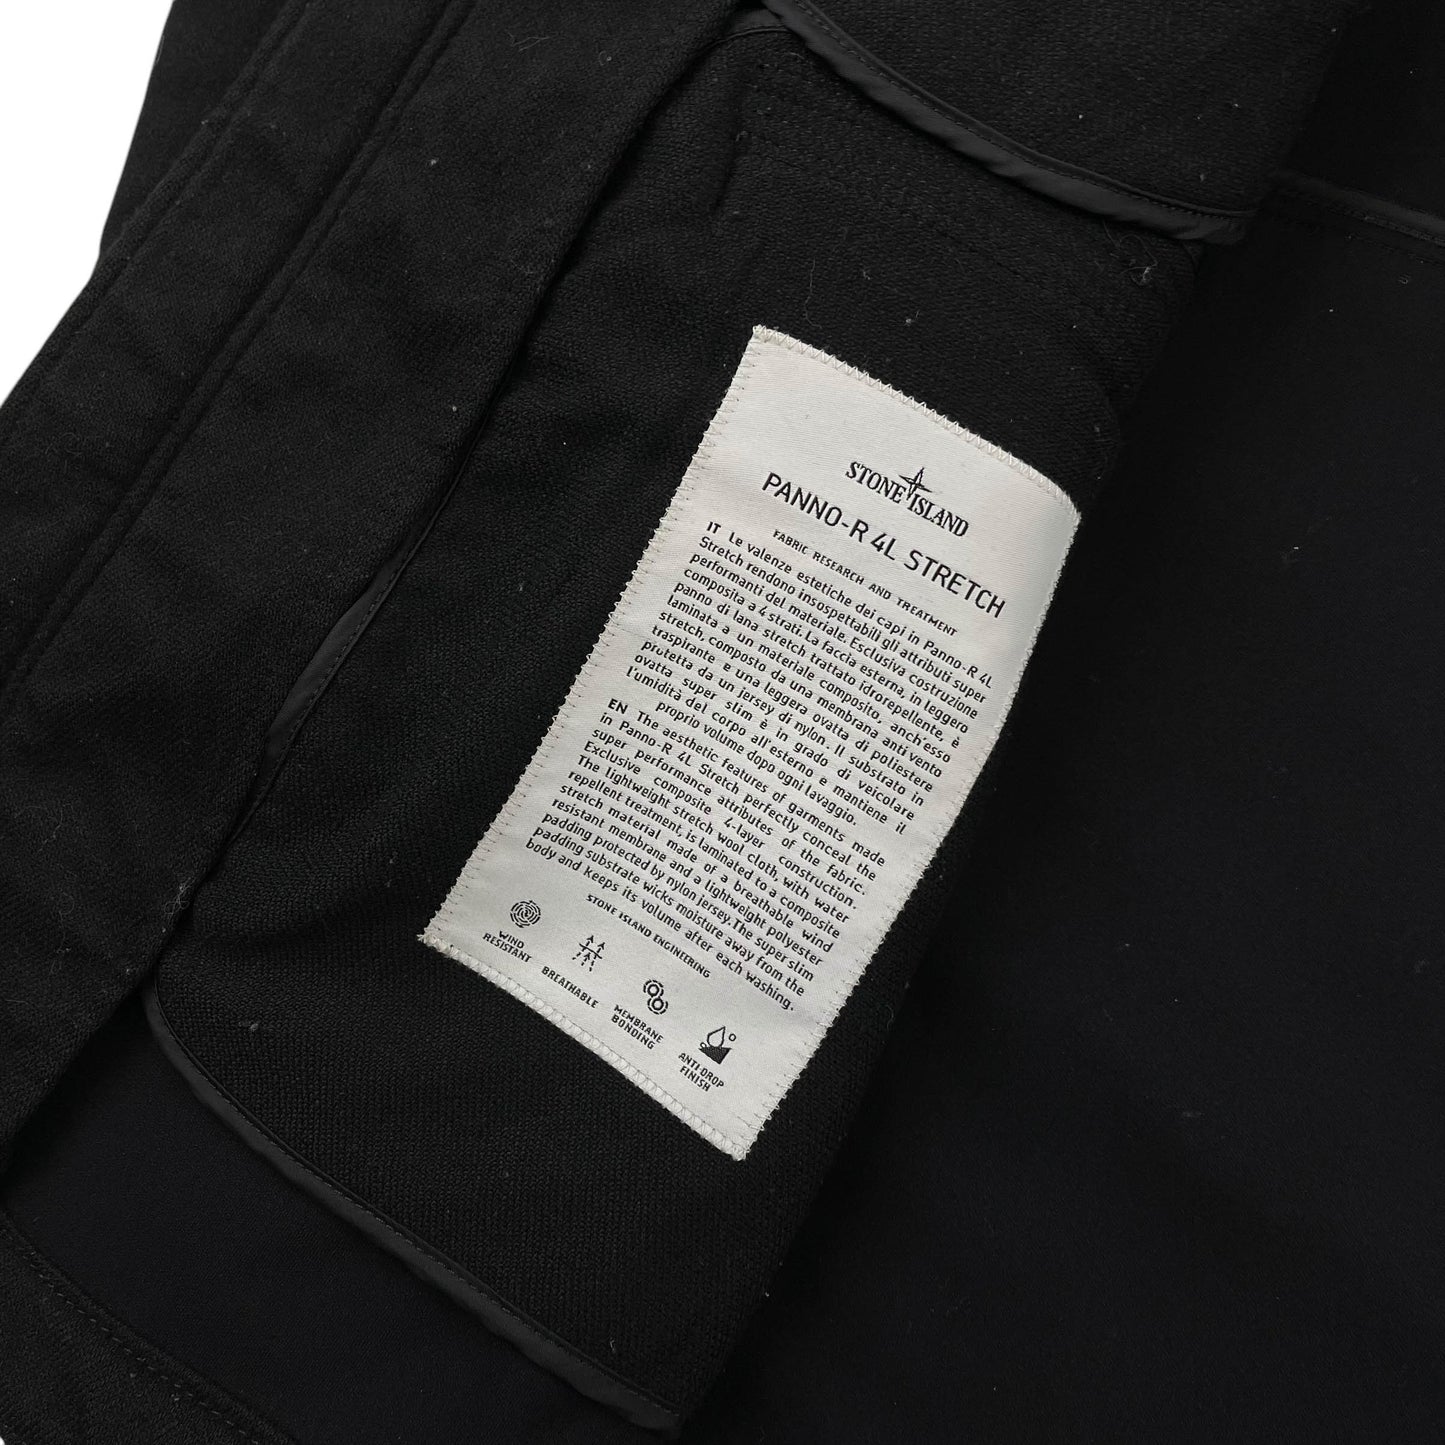 STONE ISLAND
PANNO-R 4L STRETCH
FABRIC RESEARCH AND TREATMENT
IT Le valenze estetiche dei capi in Panno-R 4L
Stretch rendono insospettabili gli attributi super
performanti del materiale. Esclusiva costruzione
composita a 4 strati. La faccia esterna, in leggero
panno di lana stretch trattato idrorepellente, è
laminata a un materiale composito, anch'esso
stretch, composto da una membrana anti vento
traspirante e una leggera ovatta di poliestere
protetta da un jersey di nylon. Il substrato in
ovatta super slim è in grado di veicolare
l'umidità del corpo all'esterno e mantiene il
proprio volume dopo ogni lavaggio.
EN The aesthetic features of garments made
in Panno-R 4L Stretch perfectly conceal the
super performance attributes of the fabric.
Exclusive composite 4-layer construction.
The lightweight stretch wool cloth, with water
repellent treatment, is laminated to a composite
stretch material made of a breathable wind
resistant membrane and a lightweight polyester
padding protected by nylon jersey. The super slim
padding substrate wicks moisture away from the
body and keeps its volume after each washing.
STONE ISLAND ENGINEERING
WIND
RESISTANT
BREATHABLE
MEMBRANE
BONDING
ANTI DROP
FINISH